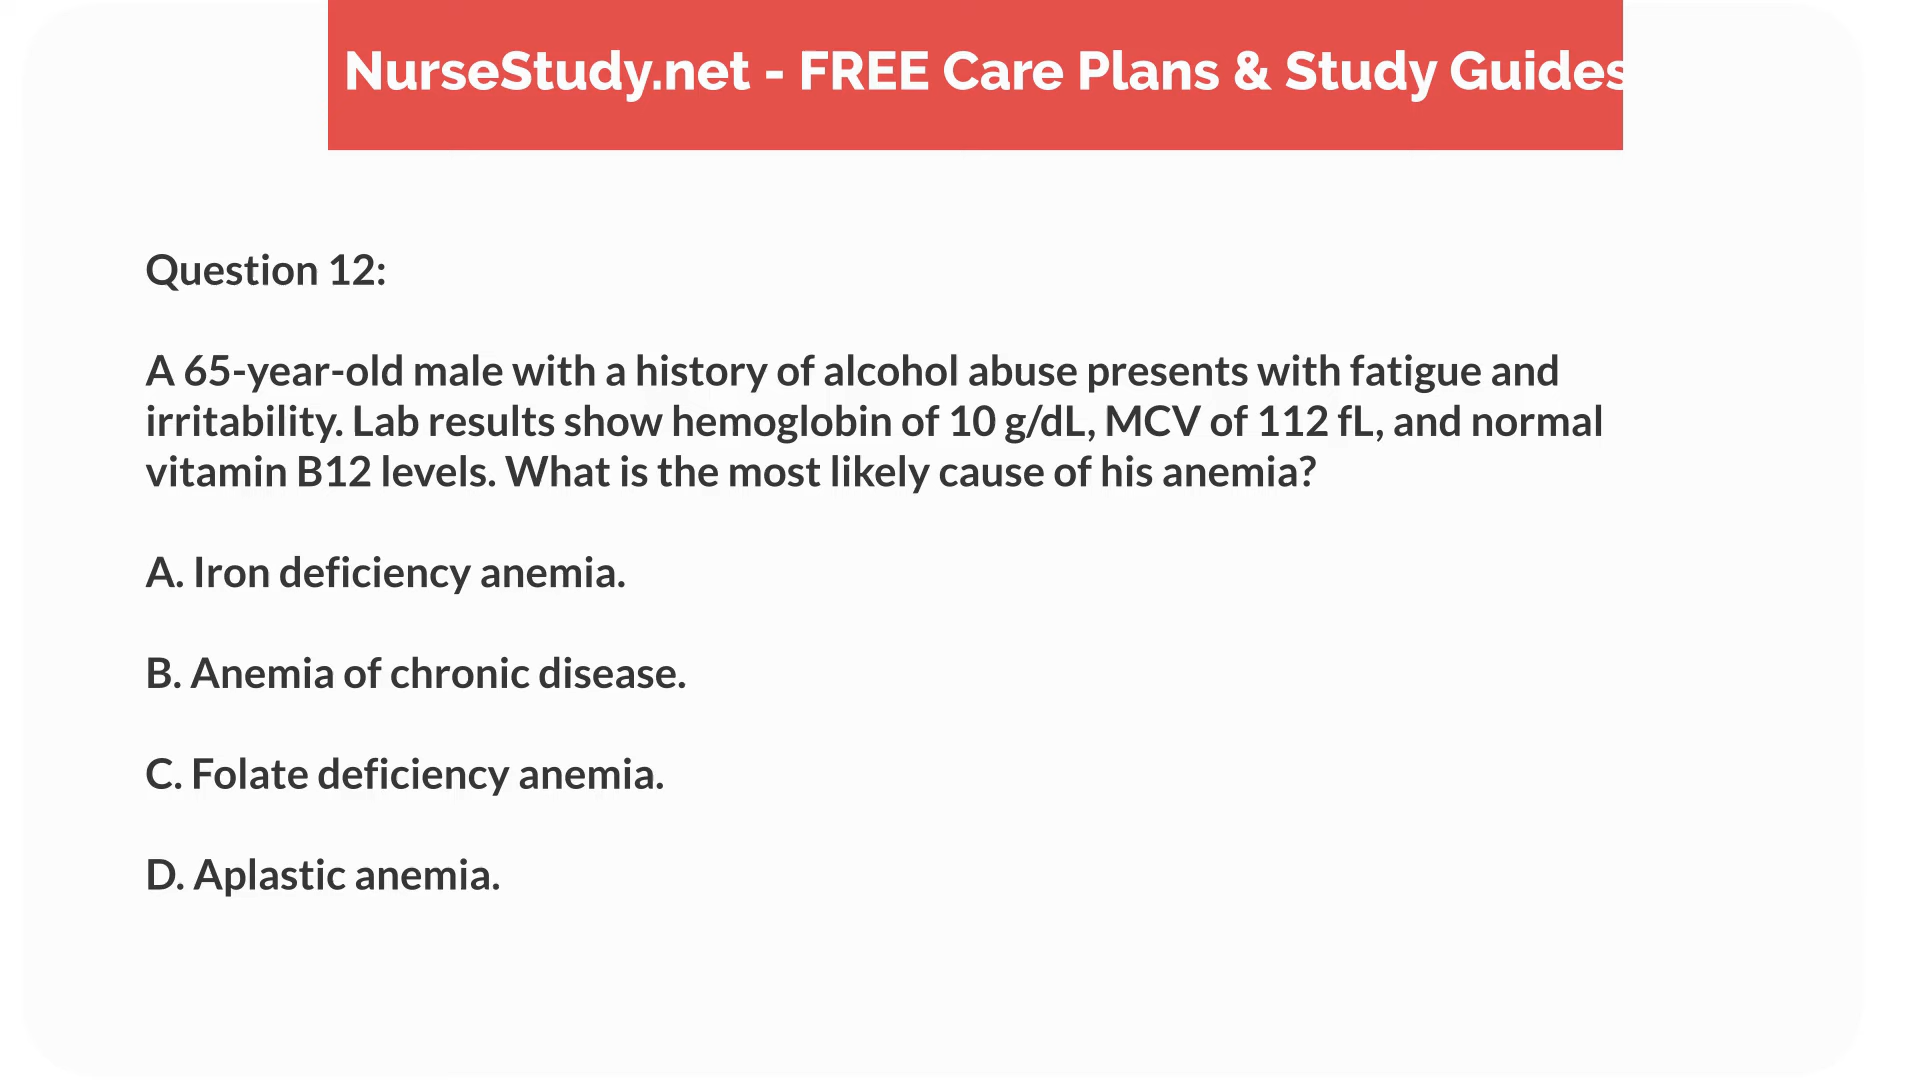 NurseStudy.net - FREE Care Plans & Study Guides
Question 12:
A 65-year-old male with a history of alcohol abuse presents with fatigue and
irritability. Lab results show hemoglobin of 10 g/dL, MCV of 112 fL, and normal
vitamin B12 levels. What is the most likely cause of his anemia?
A. Iron deficiency anemia.
B. Anemia of chronic disease.
C. Folate deficiency anemia.
D. Aplastic anemia.